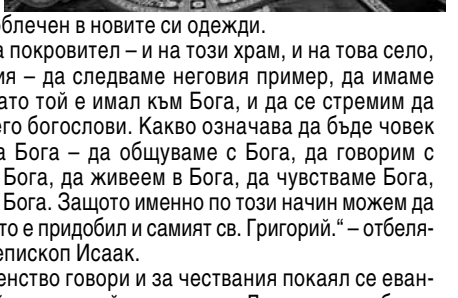 облечен в новите си одежди.
покровител – и на този храм, и на това село,
ия – да следваме неговия пример, да имаме
ато той е имал към Бога, и да се стремим да
его богослови. Какво означава да бъде човек
а Бога – да общуваме с Бога, да говорим с
Бога, да живеем в Бога, да чувстваме Бога,
Бога. Защото именно по този начин можем да
то е придобил и самият св. Григорий.“ – отбеля-
епископ Исаак.
енство говори и за чествания покаял се еван-